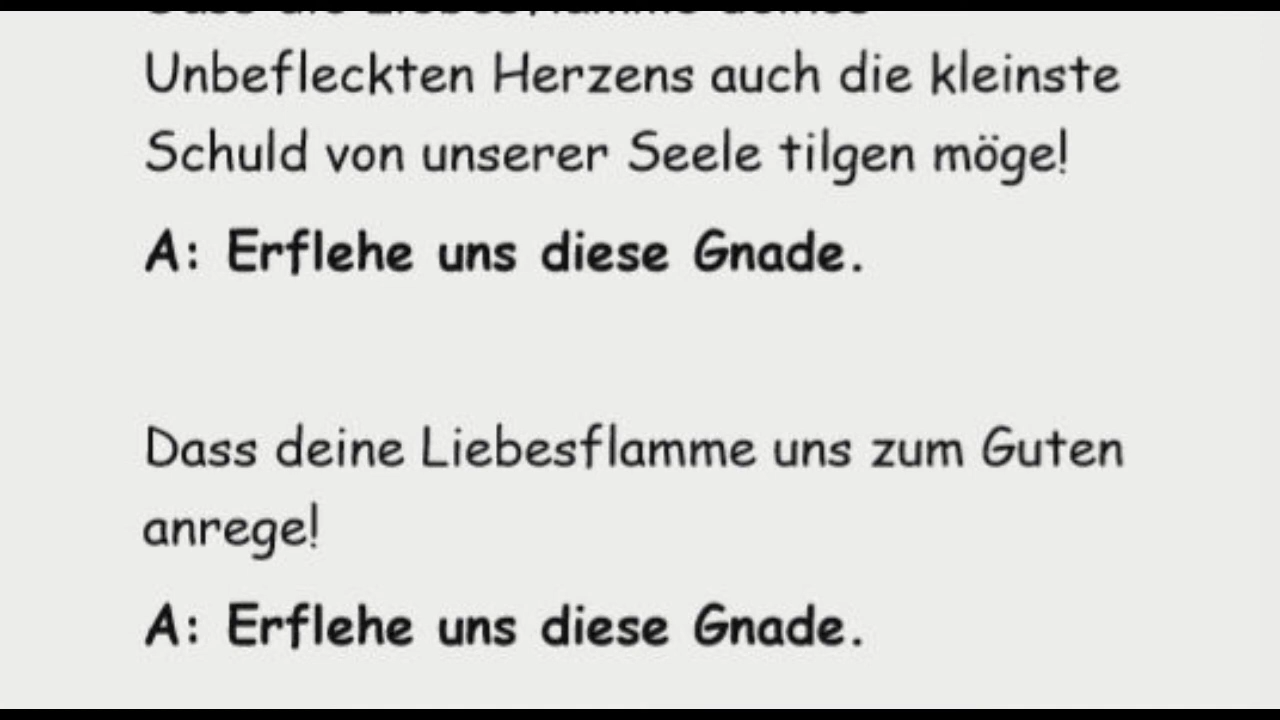 Unbefleckten Herzens auch die kleinste
Schuld von unserer Seele tilgen möge!
A: Erflehe uns diese Gnade.
Dass deine Liebesflamme uns zum Guten
anrege!
A: Erflehe uns diese Gnade.